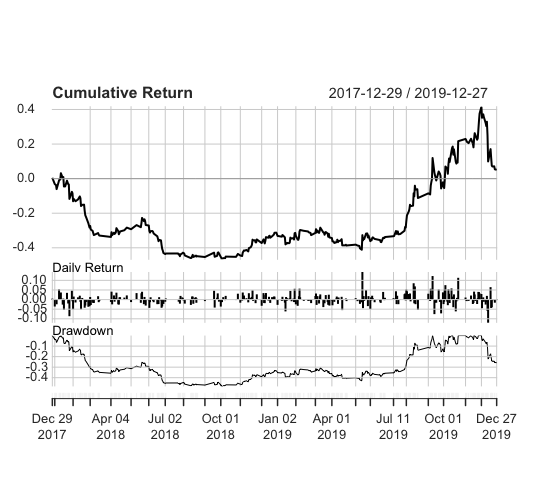 Cumulative Return 2017-12-29 / 2019-12-27
0.4
0.2
0.0
-0.2
-0.4
Daily Return
0.10
0.05
0.00
-0.05
-0.10
Drawdown
-0.1
-0.2
-0.3
-0.4
Dec 29 Apr 04 Jul 02 Oct 01 Jan 02 Apr 01 Jul 11 Oct 01 Dec 27
2017 2018 2018 2018 2019 2019 2019 2019 2019